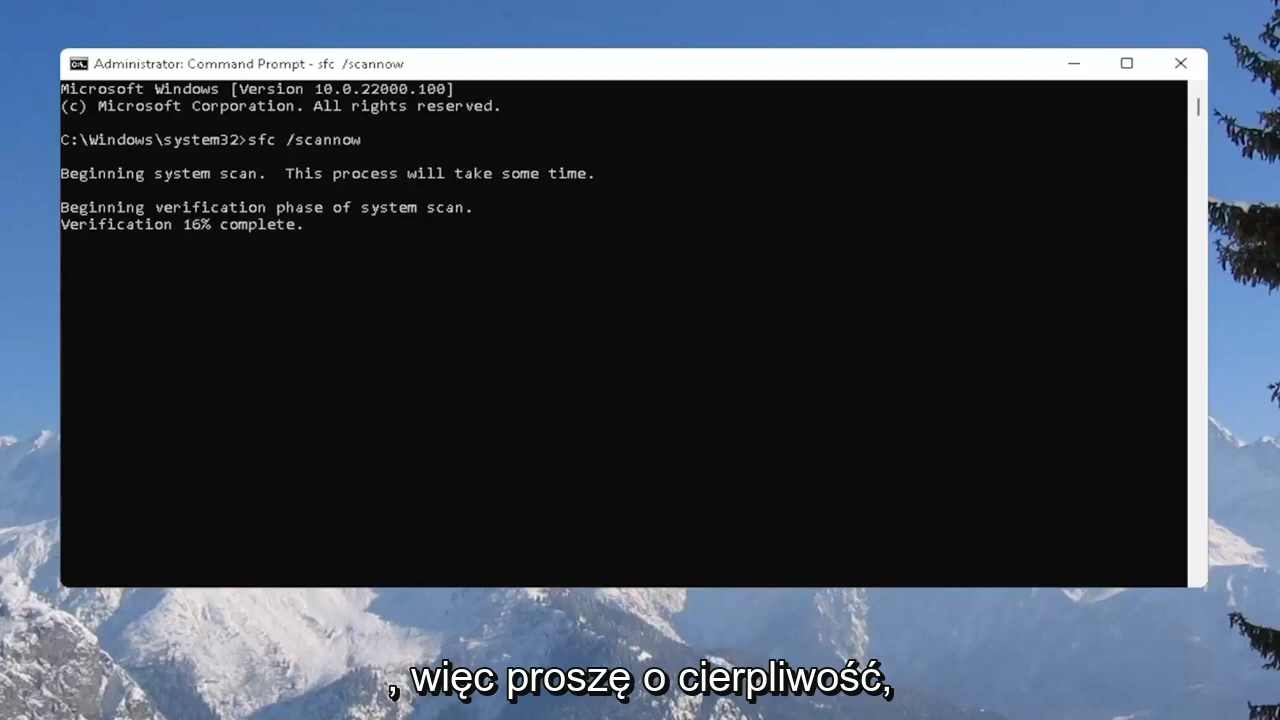 Administrator: Command Prompt - sfc  /scannow
Microsoft Windows [Version 10.0.22000.100]
(c) Microsoft Corporation. All rights reserved.
C:\Windows\system32>sfc /scannow
Beginning system scan.  This process will take some time.
Beginning verification phase of system scan.
Verification 16% complete.
, więc proszę o cierpliwość,